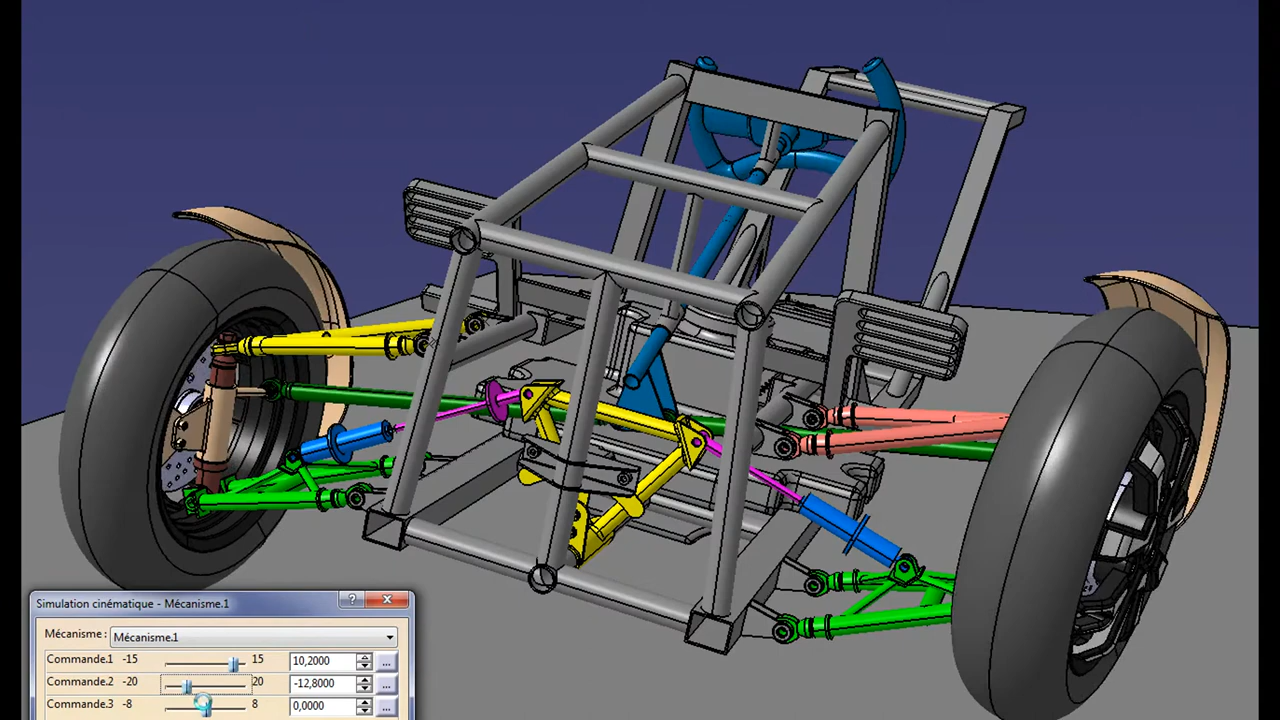 Simulation cinématique - Mécanisme.1
Mécanisme : Mécanisme.1
Commande.1 -15 15 10,2000 ...
Commande.2 -20 20 -12,8000 ...
Commande.3 -8 8 0,0000 ...